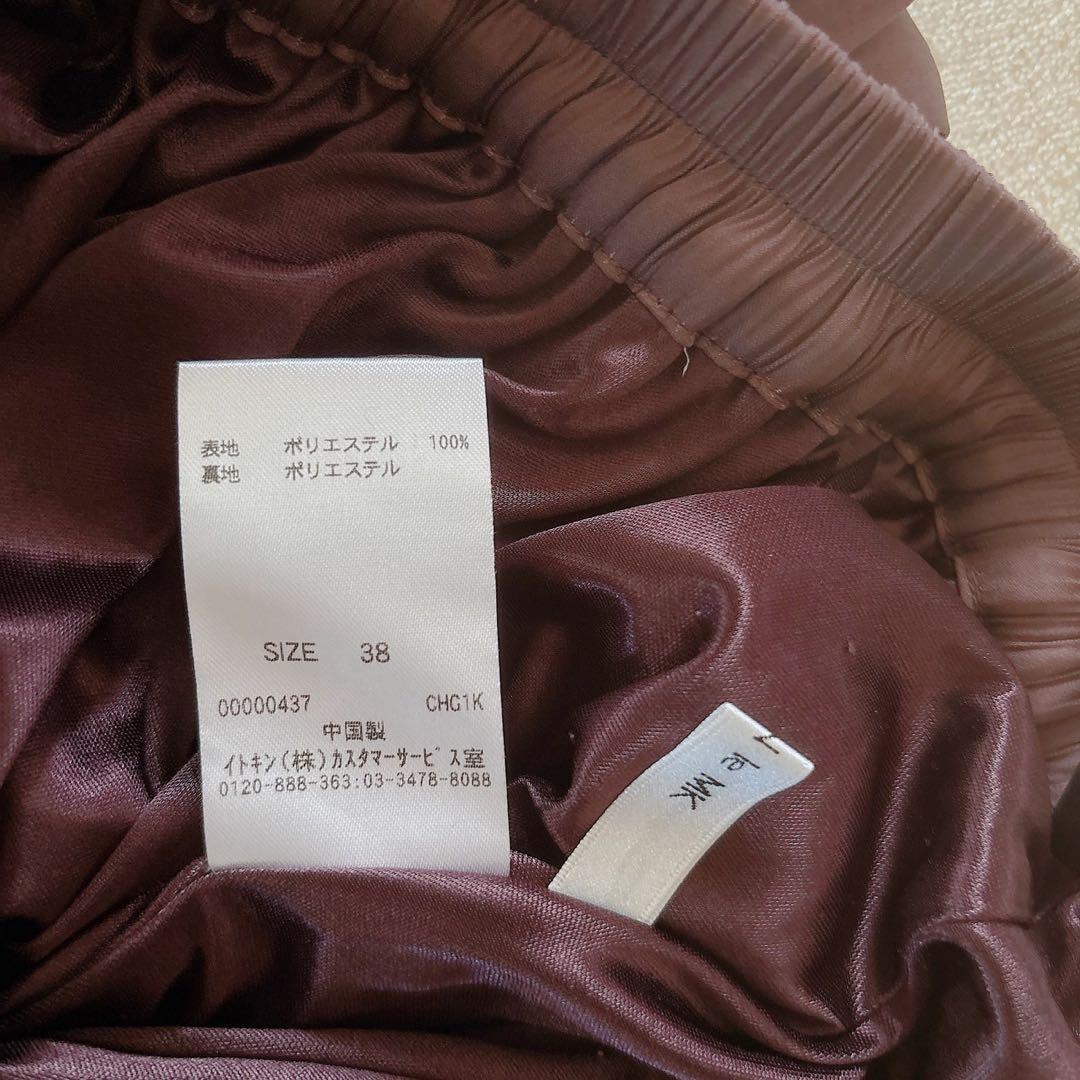 表地 ポリエステル 100%
裏地 ポリエステル
SIZE 38
00000437 CHG1K
中国製
イトキン(株)カスタマーサービス室
0120-888-363:03-3478-8088
MK